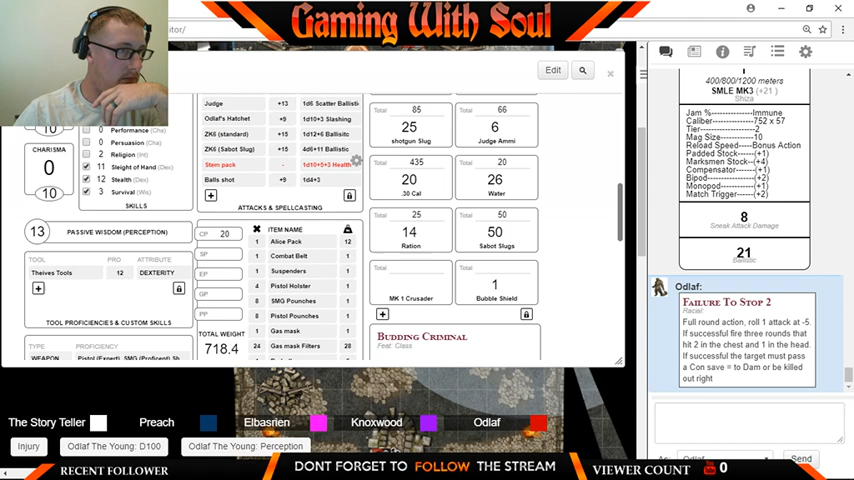 Gaming With Soul
itor/
Edit
10
CHARISMA
0
10
Performance (Cha)
0
Persuasion (Cha)
0
Religion (Int)
2
Sleight of Hand (Dex)
11
Stealth (Dex)
12
Survival (Wis)
3
SKILLS
13 PASSIVE WISDOM (PERCEPTION)
TOOL PRO ATTRIBUTE
Theives Tools 12 DEXTERITY
TOOL PROFICIENCIES & CUSTOM SKILLS
TYPE PROFICIENCY
WEAPON Pistol (Expert), SMG (Proficent) Sh
Judge +13 1d6 Scatter Ballisti
Odlaf's Hatchet +9 1d10+3 Slashing
ZK6 (standard) +15 1d12+6 Ballisitc
ZK6 (Sabot Slug) +15 4d6+11 Ballistic
Stem pack - 1d10+5+3 Health
Balls shot +9 1d4+3
ATTACKS & SPELLCASTING
CP 20
SP
EP
GP
PP
TOTAL WEIGHT
718.4
ITEM NAME
1 Alice Pack 12
1 Combat Belt 1
1 Suspenders 1
4 Pistol Holster 1
8 SMG Pounches 1
8 Pistol Pounches 1
1 Gas mask 1
24 Gas mask Filters 28
Total 85
25
shotgun Slug
Total 66
6
Judge Ammi
Total 435
20
.30 Cal
Total 20
26
Water
Total 25
14
Ration
Total 50
50
Sabot Slugs
Total
MK 1 Crusader
Total
1
Bubble Shield
BUDDING CRIMINAL
Feat: Class
400/800/1200 meters
SMLE MK3 (+21)
Shiza
Jam %--------------Immune
Caliber--------------752 x 57
Tier-------------------2
Mag Size-----------10
Reload Speed----Bonus Action
Padded Stock---(+1)
Marksmen Stock--(+4)
Compensator-----(+1)
Bipod----------------(+2)
Monopod-----------(+1)
Match Trigger-----(+2)
8
Sneak Attack Damage
21
Ballistic
Odlaf:
FAILURE TO STOP 2
Racial:
Full round action, roll 1 attack at -5.
If successful fire three rounds that
hit 2 in the chest and 1 in the head.
If successful the target must pass
a Con save = to Dam or be killed
out right
As: Odlaf
Send
The Story Teller Preach Elbasrien Knoxwood Odlaf
Injury Odlaf The Young: D100 Odlaf The Young: Perception
RECENT FOLLOWER
DONT FORGET TO FOLLOW THE STREAM
VIEWER COUNT 0